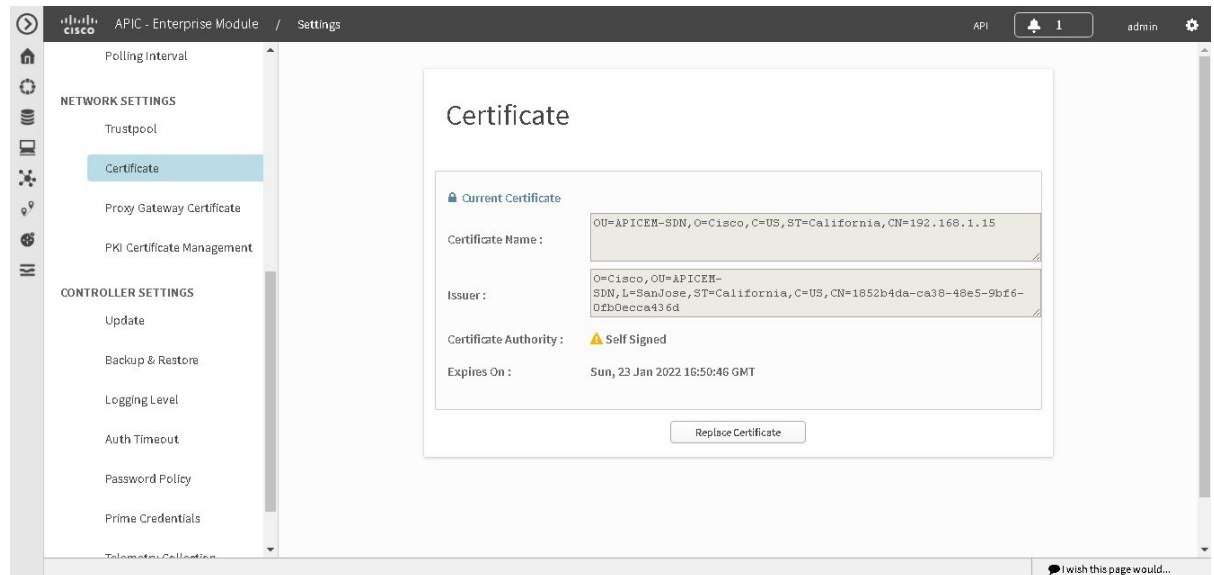 CISCO APIC - Enterprise Module / Settings API 1 admin
Polling Interval
NETWORK SETTINGS
Trustpool
Certificate
Proxy Gateway Certificate
PKI Certificate Management
CONTROLLER SETTINGS
Update
Backup & Restore
Logging Level
Auth Timeout
Password Policy
Prime Credentials
Telemetry Collection
Certificate
Current Certificate
Certificate Name :
OU=APICEM-SDN,O=Cisco,C=US,ST=California,CN=192.168.1.15
Issuer :
O=Cisco,OU=APICEM-
SDN,L=SanJose,ST=California,C=US,CN=1852b4da-ca38-48e5-9bf6-
0fb0ecca436d
Certificate Authority : Self Signed
Expires On : Sun, 23 Jan 2022 16:50:46 GMT
Replace Certificate
I wish this page would...